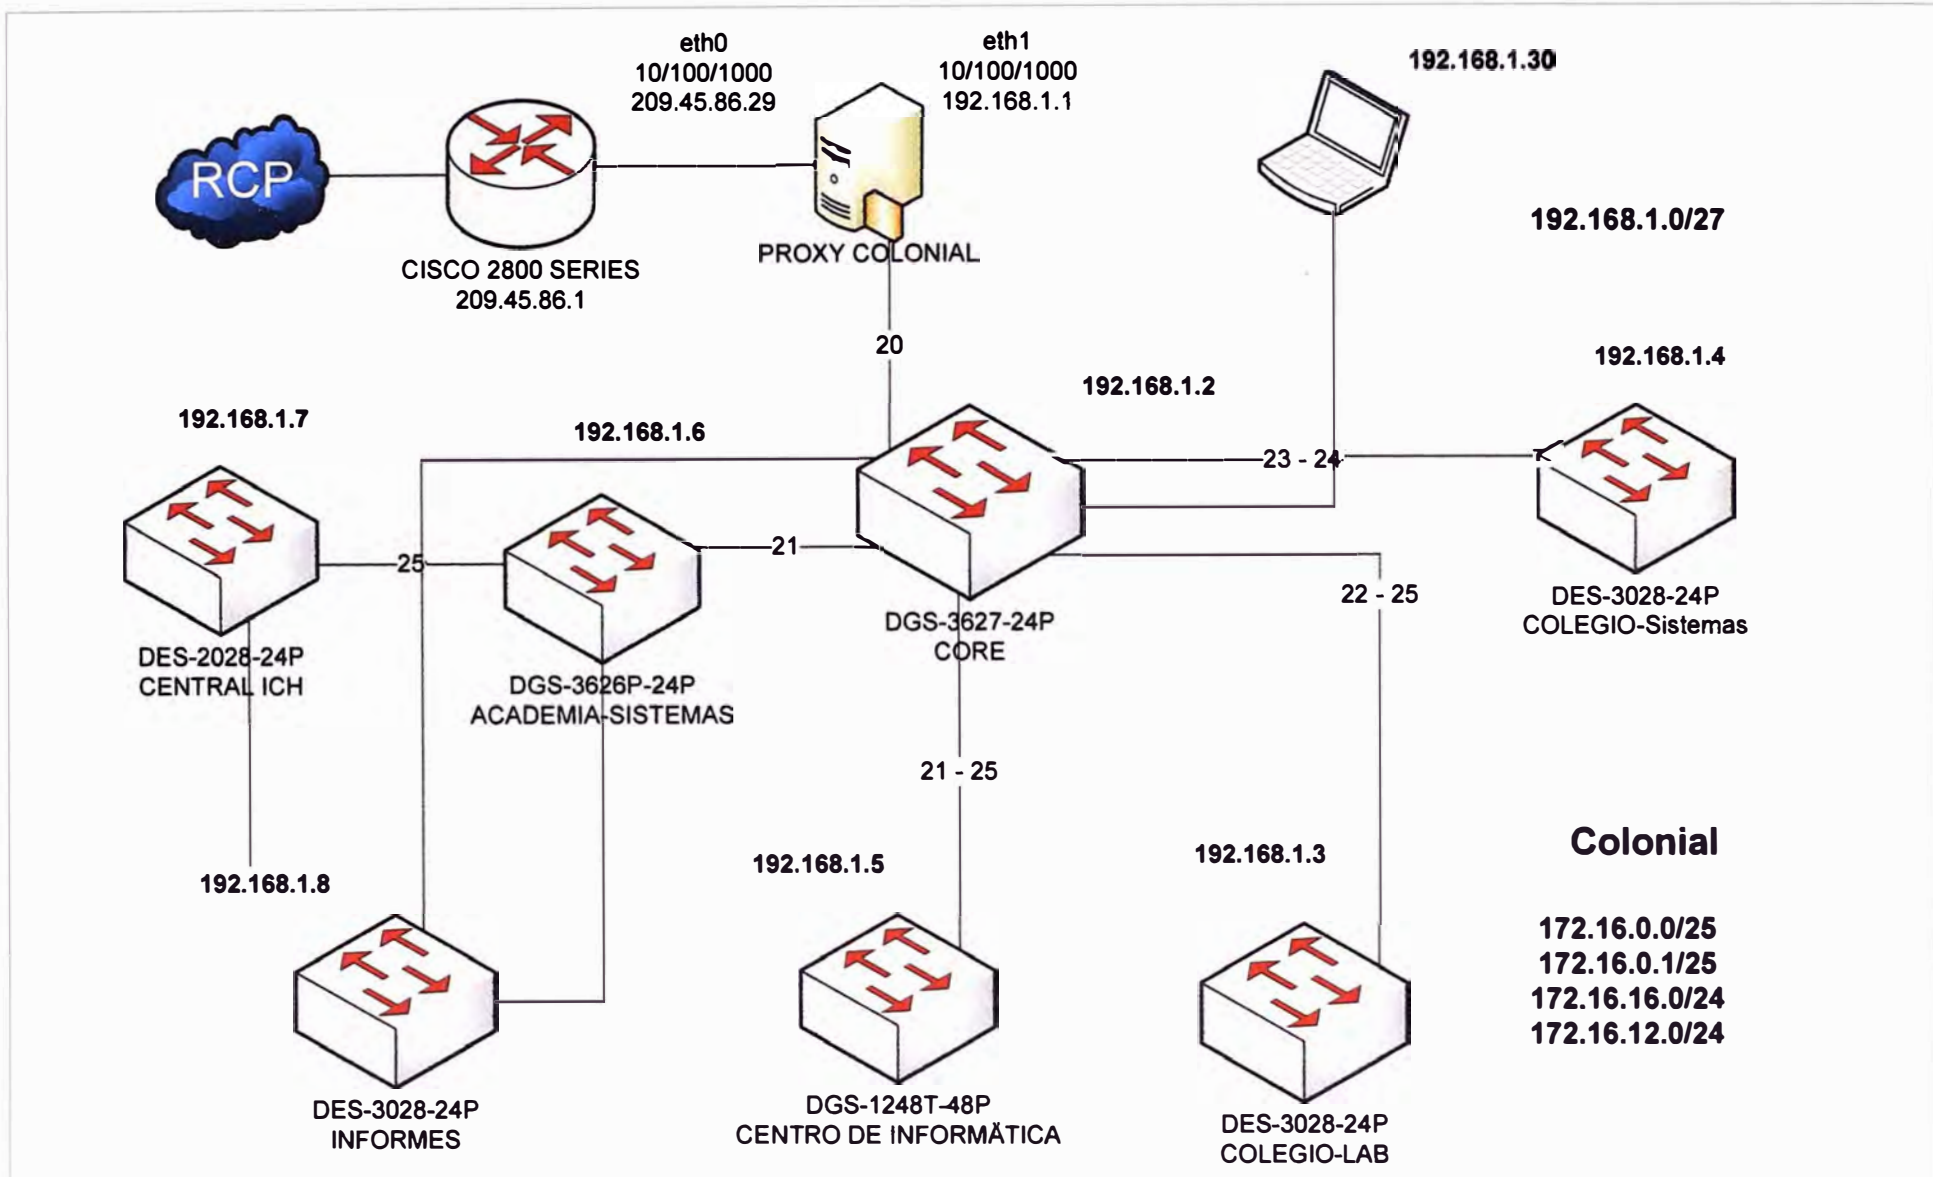 eth0
10/100/1000
209.45.86.29
eth1
10/100/1000
192.168.1.1
192.168.1.30
RCP
CISCO 2800 SERIES
209.45.86.1
PROXY COLONIAL
192.168.1.0/27
20
192.168.1.4
192.168.1.2
192.168.1.7
192.168.1.6
23 - 24
25
21
22 - 25
DES-3028-24P
COLEGIO-Sistemas
DGS-3627-24P
CORE
DES-2028-24P
CENTRAL ICH
DGS-3626P-24P
ACADEMIA-SISTEMAS
21 - 25
192.168.1.8
192.168.1.5
192.168.1.3
Colonial
172.16.0.0/25
172.16.0.1/25
172.16.16.0/24
172.16.12.0/24
DES-3028-24P
INFORMES
DGS-1248T-48P
CENTRO DE INFORMÄTICA
DES-3028-24P
COLEGIO-LAB